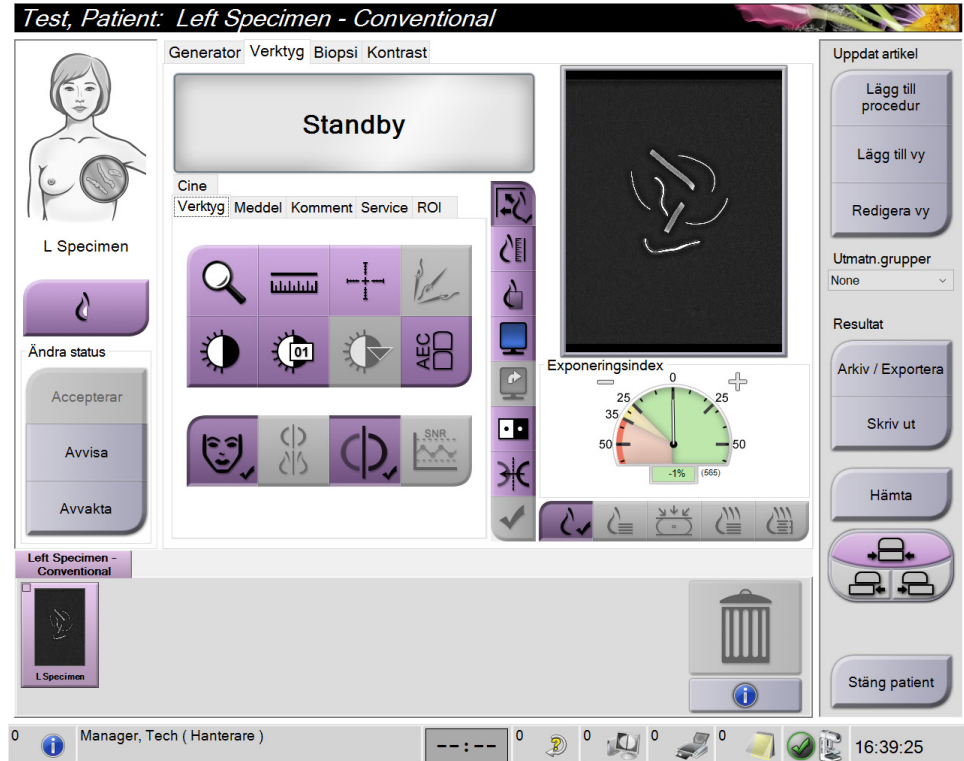 Test, Patient:  Left Specimen - Conventional
L Specimen
Ändra status
Accepterar
Avvisa
Avvakta
Generator Verktyg Biopsi Kontrast
Standby
Cine
Verktyg Meddel Komment Service ROI
01
AEC
SNR
Exponeringsindex
0
25
25
35
50
50
-1%
(565)
Uppdat artikel
Lägg till
procedur
Lägg till vy
Redigera vy
Utmatn.grupper
None
Resultat
Arkiv / Exportera
Skriv ut
Hämta
Stäng patient
Left Specimen -
Conventional
L Specimen
0
Manager, Tech ( Hanterare )
--:--
0
0
0
0
16:39:25